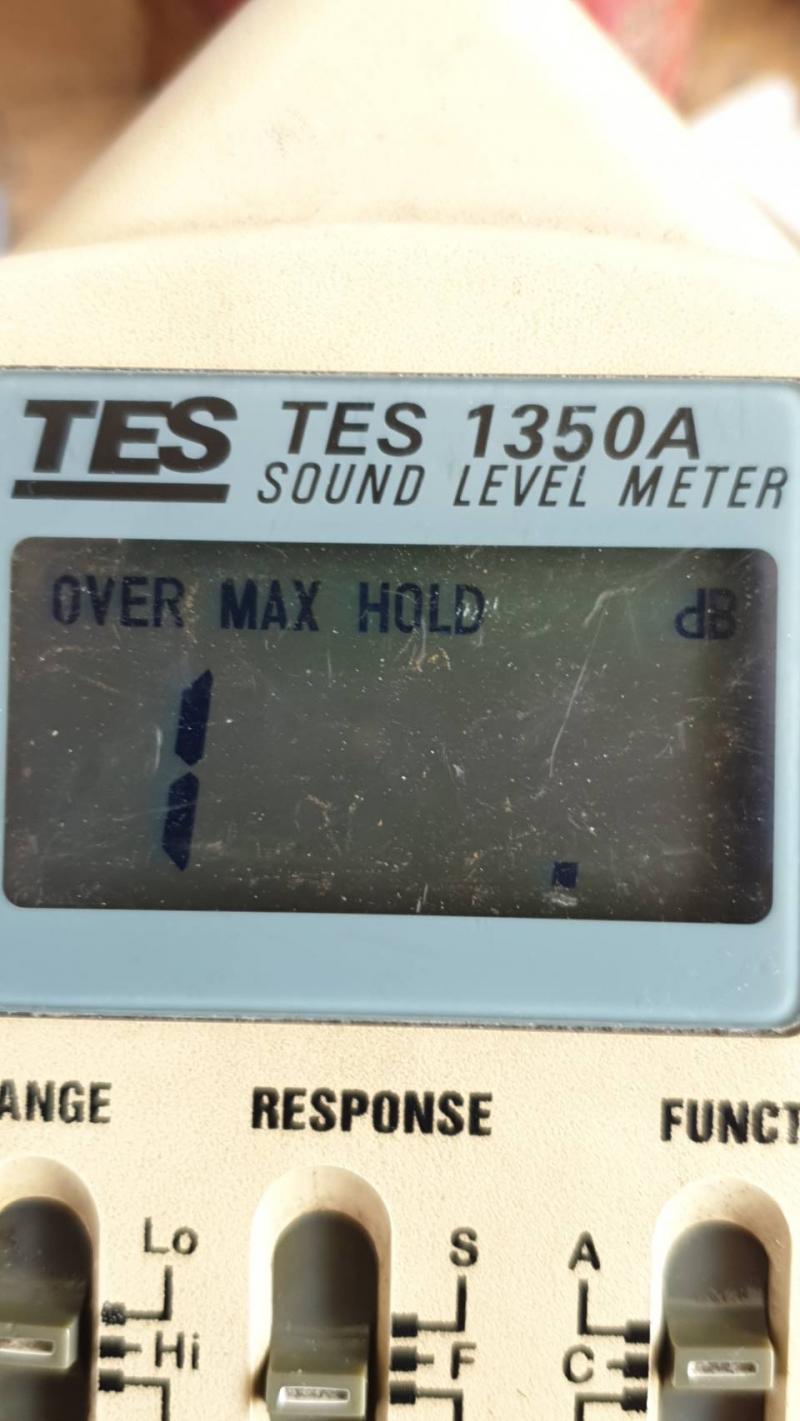 TES TES 1350A
SOUND LEVEL METER
OVER MAX HOLD dB
1 .
ANGE RESPONSE FUNCT
Lo S A
Hi F C